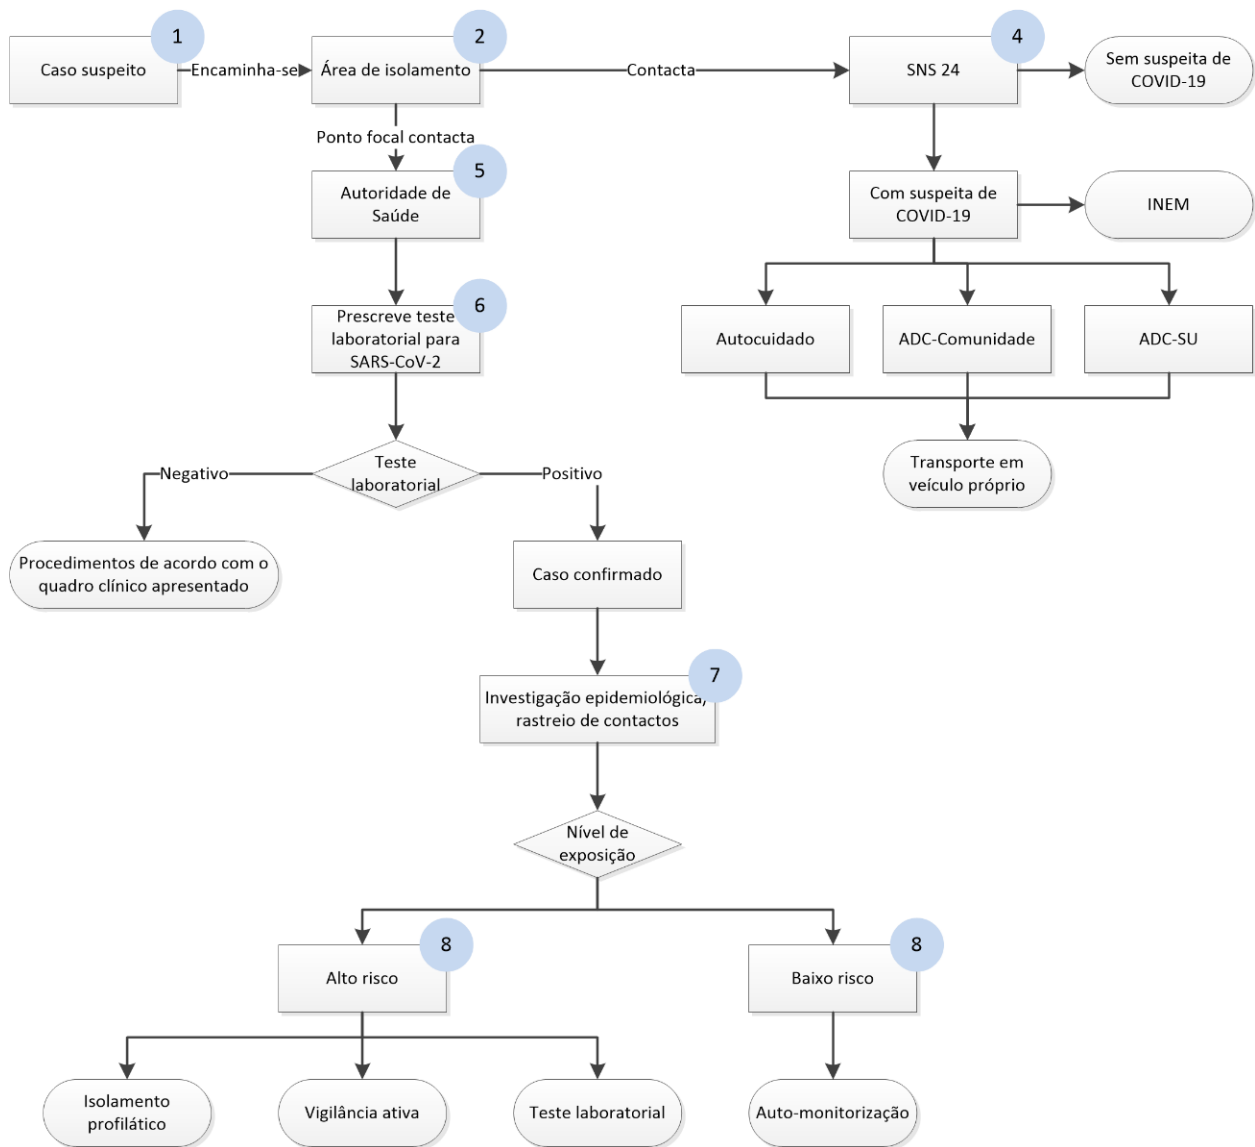 1
Caso suspeito
Encaminha-se
2
Área de isolamento
Contacta
4
SNS 24
Sem suspeita de
COVID-19
Ponto focal contacta
5
Autoridade de
Saúde
Com suspeita de
COVID-19
INEM
6
Prescreve teste
laboratorial para
SARS-CoV-2
Autocuidado
ADC-Comunidade
ADC-SU
Negativo
Teste
laboratorial
Positivo
Transporte em
veículo próprio
Procedimentos de acordo com o
quadro clínico apresentado
Caso confirmado
7
Investigação epidemiológica/
rastreio de contactos
Nível de
exposição
8
Alto risco
8
Baixo risco
Isolamento
profilático
Vigilância ativa
Teste laboratorial
Auto-monitorização